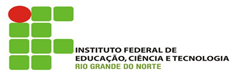 INSTITUTO FEDERAL DE
EDUCAÇÃO, CIÊNCIA E TECNOLOGIA
RIO GRANDE DO NORTE